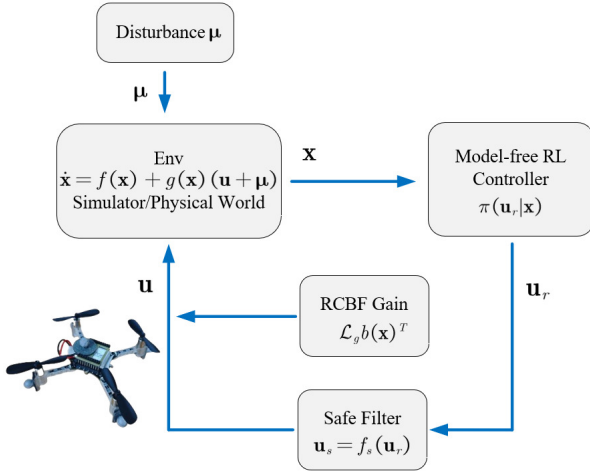 Disturbance μ
μ
Env
ẋ = f(x) + g(x)(u + μ)
Simulator/Physical World
x
Model-free RL
Controller
π(u_r|x)
u
RCBF Gain
ℒ_g b(x)^T
u_r
Safe Filter
u_s = f_s(u_r)